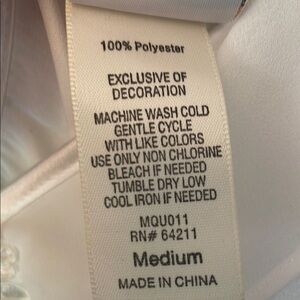 100% Polyester
EXCLUSIVE OF
DECORATION
MACHINE WASH COLD
GENTLE CYCLE
WITH LIKE COLORS
USE ONLY NON CHLORINE
BLEACH IF NEEDED
TUMBLE DRY LOW
COOL IRON IF NEEDED
MQU011
RN# 64211
Medium
MADE IN CHINA